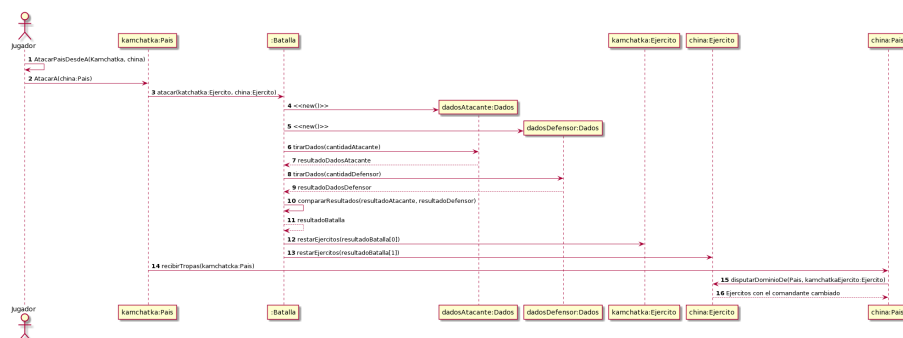 Jugador
kamchatka:Pais
:Batalla
kamchatka:Ejercito
china:Ejercito
china:Pais
1 AtacarPaisDesdeA(Kamchatka, china)
2 AtacarA(china:Pais)
3 atacar(katchatka:Ejercito, china:Ejercito)
4 <<new()>>
dadosAtacante:Dados
5 <<new()>>
dadosDefensor:Dados
6 tirarDados(cantidadAtacante)
7 resultadoDadosAtacante
8 tirarDados(cantidadDefensor)
9 resultadoDadosDefensor
10 compararResultados(resultadoAtacante, resultadoDefensor)
11 resultadoBatalla
12 restarEjercitos(resultadoBatalla[0])
13 restarEjercitos(resultadoBatalla[1])
14 recibirTropas(kamchatcka:Pais)
15 disputarDominioDe(Pais, kamchatkaEjercito:Ejercito)
16 Ejercitos con el comandante cambiado
Jugador
kamchatka:Pais
:Batalla
dadosAtacante:Dados
dadosDefensor:Dados
kamchatka:Ejercito
china:Ejercito
china:Pais